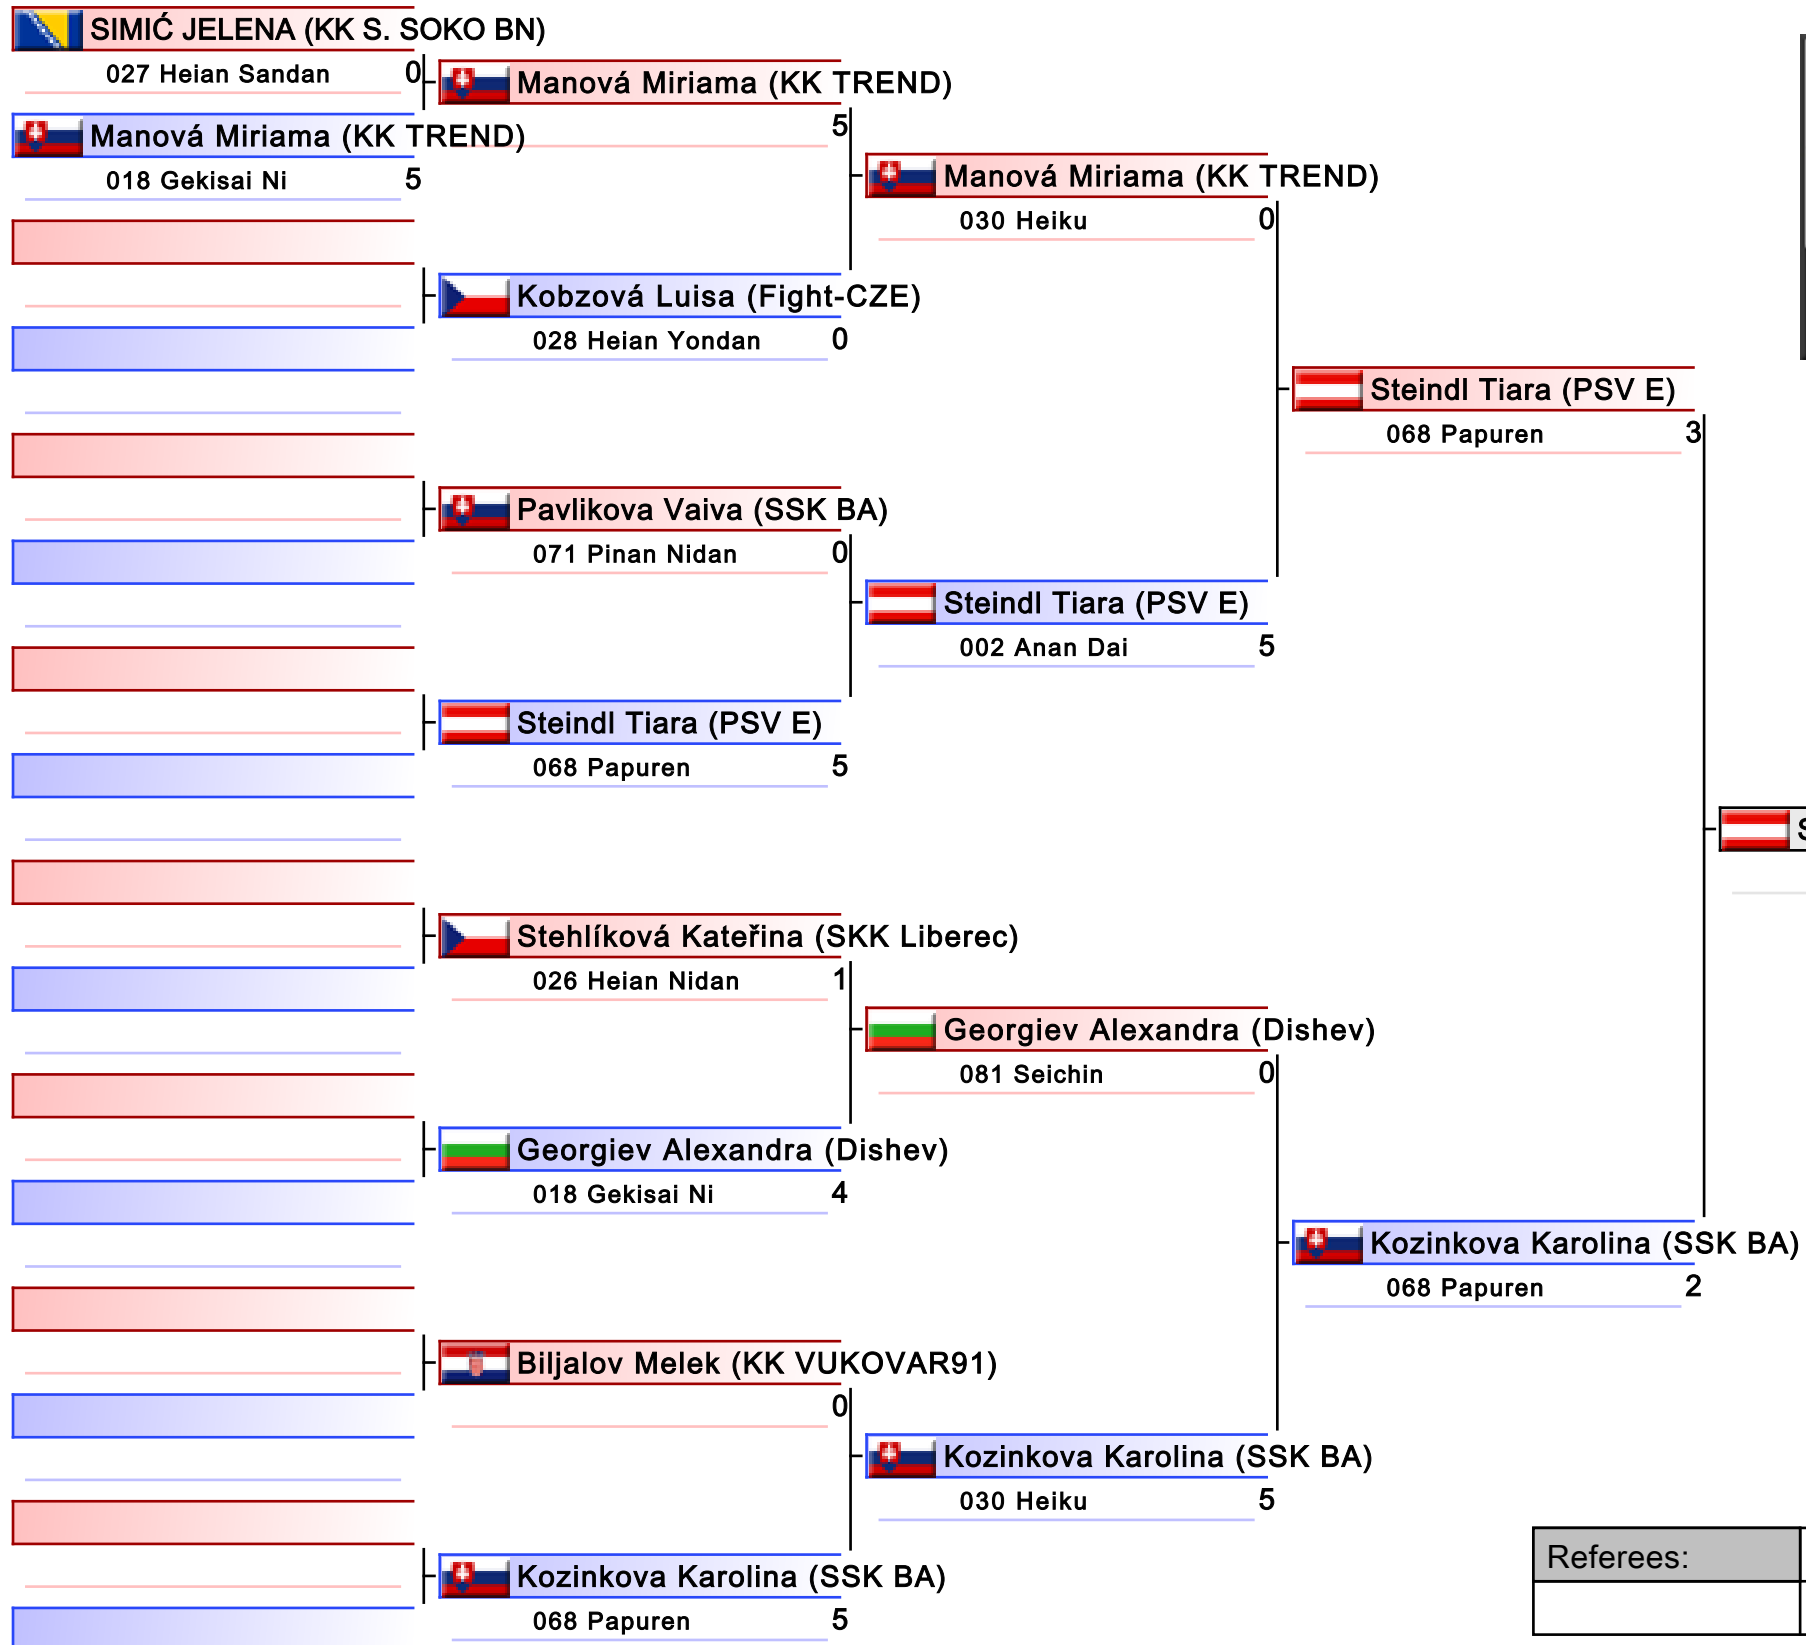 SIMIĆ JELENA (KK S. SOKO BN)
027 Heian Sandan 0
Manová Miriama (KK TREND)
018 Gekisai Ni 5
Manová Miriama (KK TREND)
5
Kobzová Luisa (Fight-CZE)
028 Heian Yondan 0
Pavlikova Vaiva (SSK BA)
071 Pinan Nidan 0
Steindl Tiara (PSV E)
068 Papuren 5
Stehlíková Kateřina (SKK Liberec)
026 Heian Nidan 1
Georgiev Alexandra (Dishev)
018 Gekisai Ni 4
Biljalov Melek (KK VUKOVAR91)
0
Kozinkova Karolina (SSK BA)
068 Papuren 5
Manová Miriama (KK TREND)
030 Heiku 0
Steindl Tiara (PSV E)
002 Anan Dai 5
Georgiev Alexandra (Dishev)
081 Seichin 0
Kozinkova Karolina (SSK BA)
030 Heiku 5
Steindl Tiara (PSV E)
068 Papuren 3
Kozinkova Karolina (SSK BA)
068 Papuren 2
Referees: